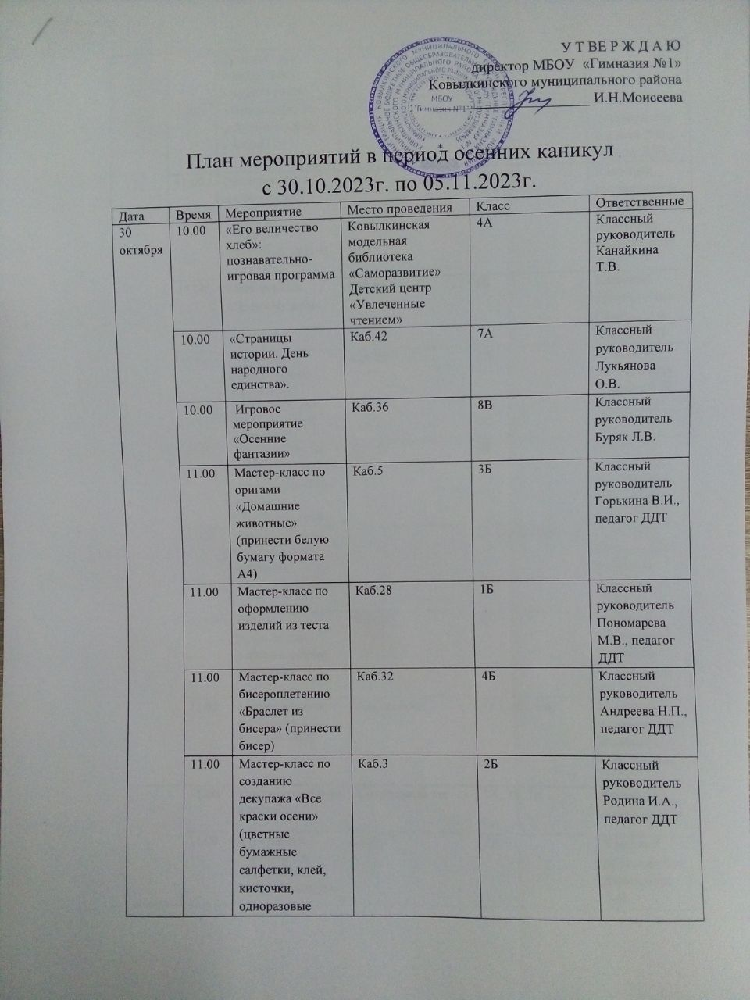 У Т В Е Р Ж Д А Ю
директор МБОУ «Гимназия №1»
Ковылкинского муниципального района
И.Н.Моисеева
МБОУ
"Гимназия №1"
План мероприятий в период осенних каникул
с 30.10.2023г. по 05.11.2023г.
Дата Время Мероприятие Место проведения Класс Ответственные
30
октября
10.00
«Его величество
хлеб»:
познавательно-
игровая программа
Ковылкинская
модельная
библиотека
«Саморазвитие»
Детский центр
«Увлеченные
чтением»
4А
Классный
руководитель
Канайкина
Т.В.
10.00
«Страницы
истории. День
народного
единства».
Каб.42
7А
Классный
руководитель
Лукьянова
О.В.
10.00
Игровое
мероприятие
«Осенние
фантазии»
Каб.36
8В
Классный
руководитель
Буряк Л.В.
11.00
Мастер-класс по
оригами
«Домашние
животные»
(принести белую
бумагу формата
А4)
Каб.5
3Б
Классный
руководитель
Горькина В.И.,
педагог ДДТ
11.00
Мастер-класс по
оформлению
изделий из теста
Каб.28
1Б
Классный
руководитель
Пономарева
М.В., педагог
ДДТ
11.00
Мастер-класс по
бисероплетению
«Браслет из
бисера» (принести
бисер)
Каб.32
4Б
Классный
руководитель
Андреева Н.П.,
педагог ДДТ
11.00
Мастер-класс по
созданию
декупажа «Все
краски осени»
(цветные
бумажные
салфетки, клей,
кисточки,
одноразовые
Каб.3
2Б
Классный
руководитель
Родина И.А.,
педагог ДДТ